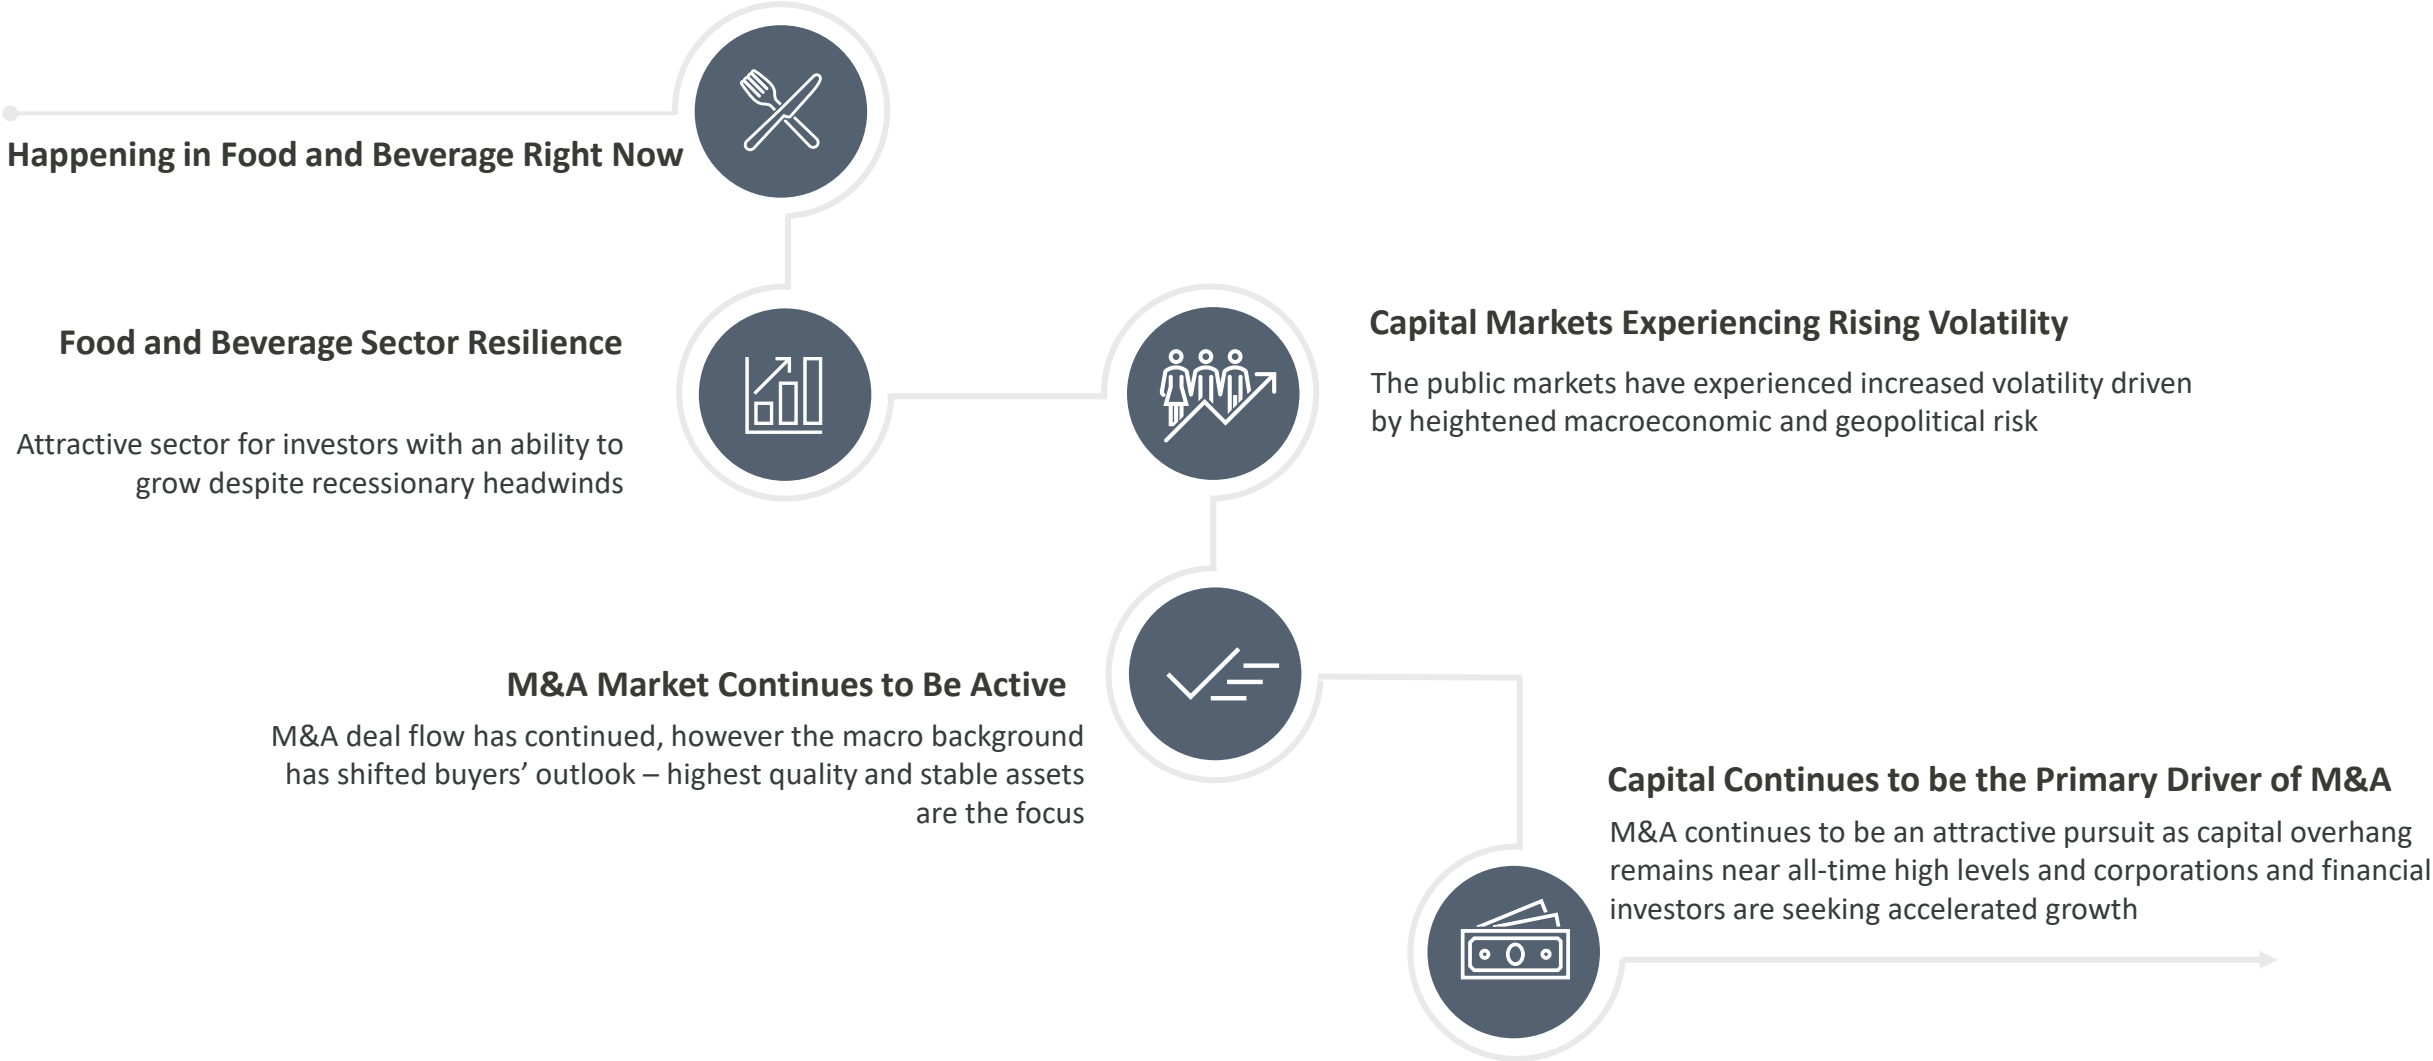 Happening in Food and Beverage Right Now
Food and Beverage Sector Resilience
Attractive sector for investors with an ability to
grow despite recessionary headwinds
Capital Markets Experiencing Rising Volatility
The public markets have experienced increased volatility driven
by heightened macroeconomic and geopolitical risk
M&A Market Continues to Be Active
M&A deal flow has continued, however the macro background
has shifted buyers’ outlook – highest quality and stable assets
are the focus
Capital Continues to be the Primary Driver of M&A
M&A continues to be an attractive pursuit as capital overhang
remains near all-time high levels and corporations and financial
investors are seeking accelerated growth